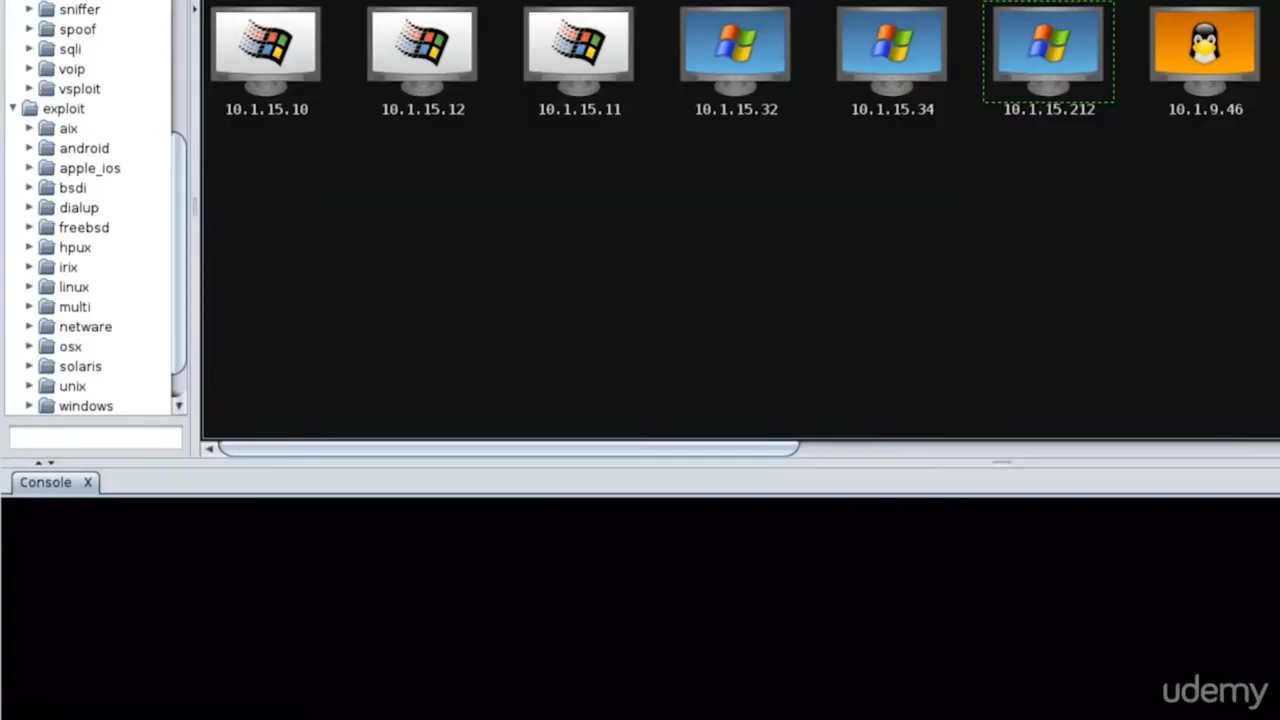 sniffer
spoof
sqli
voip
vsploit
exploit
aix
android
apple_ios
bsdi
dialup
freebsd
hpux
irix
linux
multi
netware
osx
solaris
unix
windows
10.1.15.10 10.1.15.12 10.1.15.11 10.1.15.32 10.1.15.34 10.1.15.212 10.1.9.46
Console X
udemy